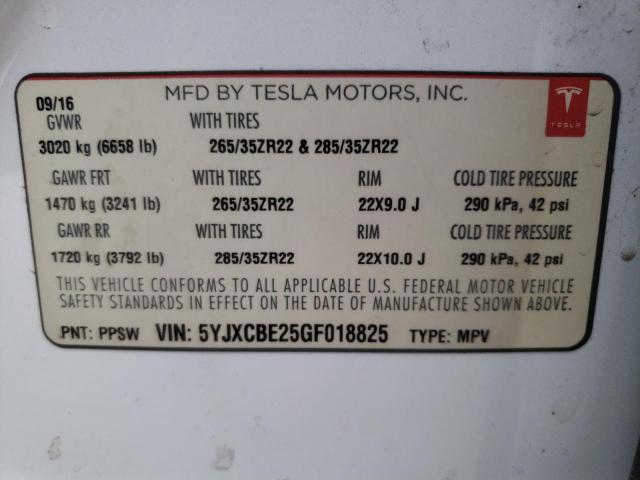 MFD BY TESLA MOTORS, INC.
TESLA
09/16
GVWR WITH TIRES
3020 kg (6658 lb) 265/35ZR22 & 285/35ZR22
GAWR FRT WITH TIRES RIM COLD TIRE PRESSURE
1470 kg (3241 lb) 265/35ZR22 22X9.0 J 290 kPa, 42 psi
GAWR RR WITH TIRES RIM COLD TIRE PRESSURE
1720 kg (3792 lb) 285/35ZR22 22X10.0 J 290 kPa, 42 psi
THIS VEHICLE CONFORMS TO ALL APPLICABLE U.S. FEDERAL MOTOR VEHICLE
SAFETY STANDARDS IN EFFECT ON THE DATE OF MANUFACTURE SHOWN ABOVE.
PNT: PPSW VIN: 5YJXCBE25GF018825 TYPE: MPV